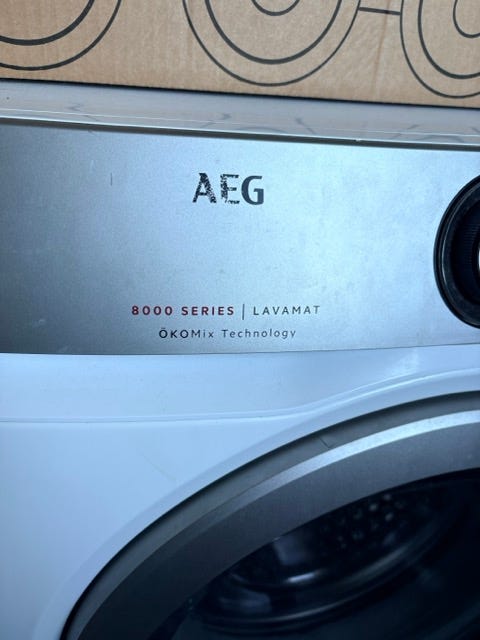 AEG
8000 SERIES | LAVAMAT
ÖKOMix Technology